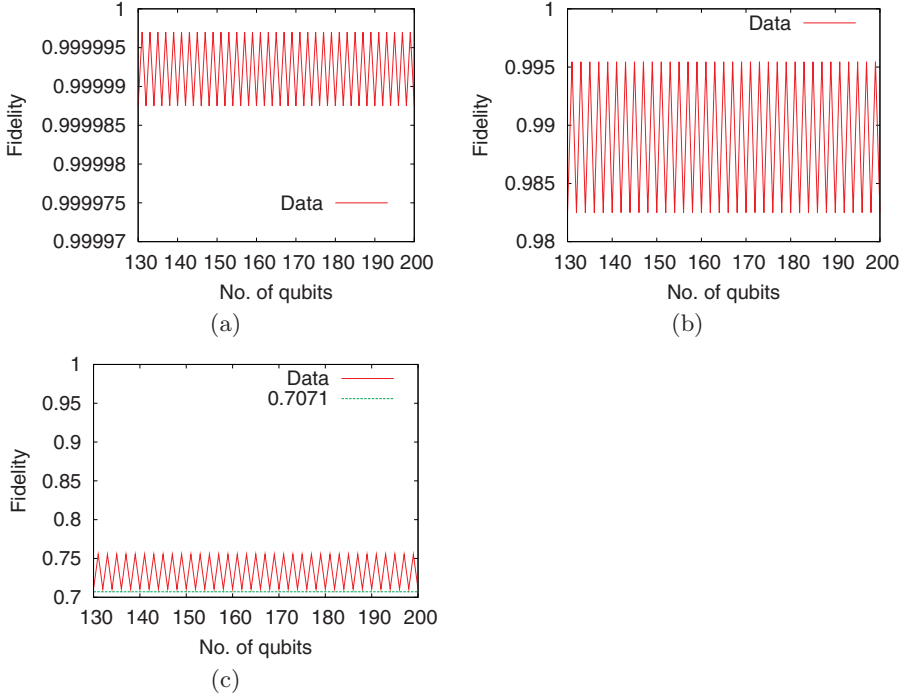 1
0.999995
0.99999
0.999985
0.99998
0.999975
0.99997
Fidelity
Data
130 140 150 160 170 180 190 200
No. of qubits
(a)
1
0.995
0.99
0.985
0.98
Fidelity
Data
130 140 150 160 170 180 190 200
No. of qubits
(b)
1
0.95
0.9
0.85
0.8
0.75
0.7
Fidelity
Data
0.7071
130 140 150 160 170 180 190 200
No. of qubits
(c)